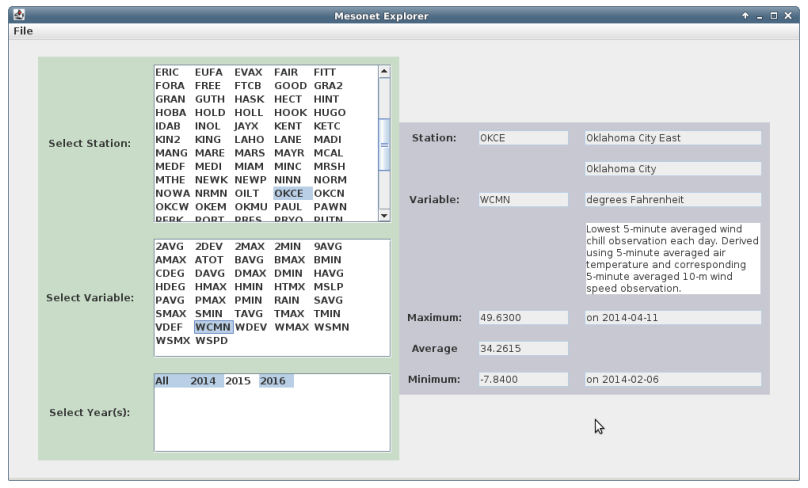 Mesonet Explorer
File
Select Station:
ERIC EUFA EVAX FAIR FITT
FORA FREE FTCB GOOD GRA2
GRAN GUTH HASK HECT HINT
HOBA HOLD HOLL HOOK HUGO
IDAB INOL JAYX KENT KETC
KIN2 KING LAHO LANE MADI
MANG MARE MARS MAYR MCAL
MEDF MEDI MIAM MINC MRSH
MTHE NEWK NEWP NINN NORM
NOWA NRMN OILT OKCE OKCN
OKCW OKEM OKMU PAUL PAWN
PERK PORT PRES PRYO PUTN
Select Variable:
2AVG 2DEV 2MAX 2MIN 9AVG
AMAX ATOT BAVG BMAX BMIN
CDEG DAVG DMAX DMIN HAVG
HDEG HMAX HMIN HTMX MSLP
PAVG PMAX PMIN RAIN SAVG
SMAX SMIN TAVG TMAX TMIN
VDEF WCMN WDEV WMAX WSMN
WSMX WSPD
Select Year(s):
All 2014 2015 2016
Station: OKCE Oklahoma City East
Oklahoma City
Variable: WCMN degrees Fahrenheit
Lowest 5-minute averaged wind
chill observation each day. Derived
using 5-minute averaged air
temperature and corresponding
5-minute averaged 10-m wind
speed observation.
Maximum: 49.6300 on 2014-04-11
Average 34.2615
Minimum: -7.8400 on 2014-02-06